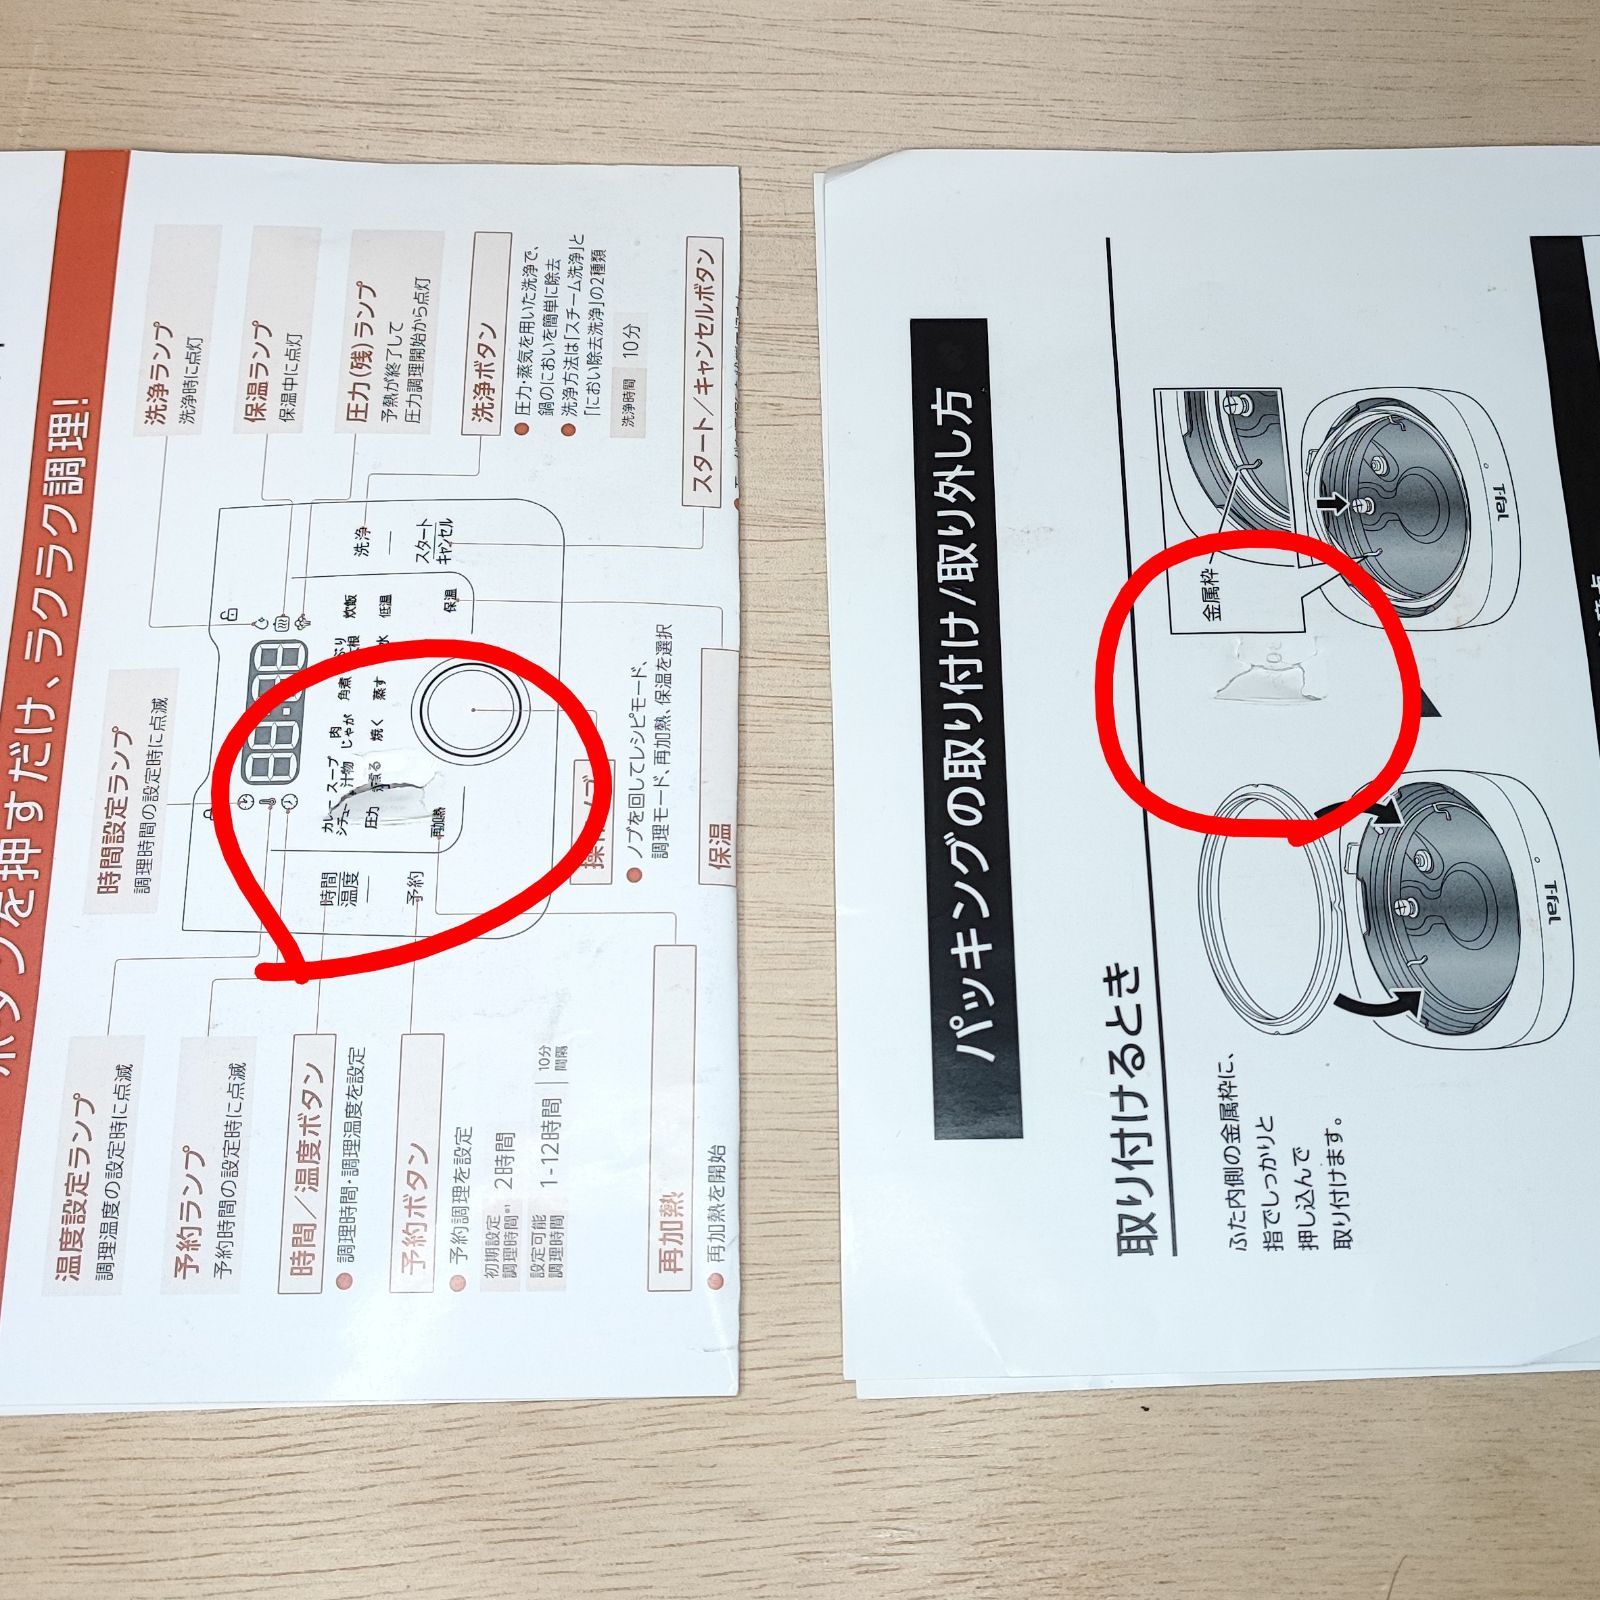 ボタンを押すだけ、ラクラク調理!
温度設定ランプ
調理温度の設定時に点滅
時間設定ランプ
調理時間の設定時に点滅
洗浄ランプ
洗浄時に点灯
予約ランプ
予約時間の設定時に点滅
保温ランプ
保温中に点灯
時間/温度ボタン
調理時間・調理温度を設定
圧力(残)ランプ
予熱が終了して
圧力調理開始から点灯
予約ボタン
予約調理を設定
初期設定
調理時間*1
2時間
設定可能
調理時間
1-12時間
10分
間隔
洗浄ボタン
圧力・蒸気を用いた洗浄で、
鍋のにおいを簡単に除去
洗浄方法は「スチーム洗浄」と
「におい除去洗浄」の2種類
洗浄時間 10分
88:88
時間
温度
予約
カレー
シチュー
スープ
汁物
肉
じゃが
角煮
ぶり
大根
炊飯
圧力
煮る
焼く
蒸す
低温
再加熱
保温
洗浄
スタート
キャンセル
ノブを回してレシピモード、
調理モード、再加熱、保温を選択
再加熱
再加熱を開始
保温
スタート/キャンセルボタン
パッキングの取り付け/取り外し方
取り付けるとき
ふた内側の金属枠に、
指でしっかりと
押し込んで
取り付けます。
金属枠
T-fal
T-fal